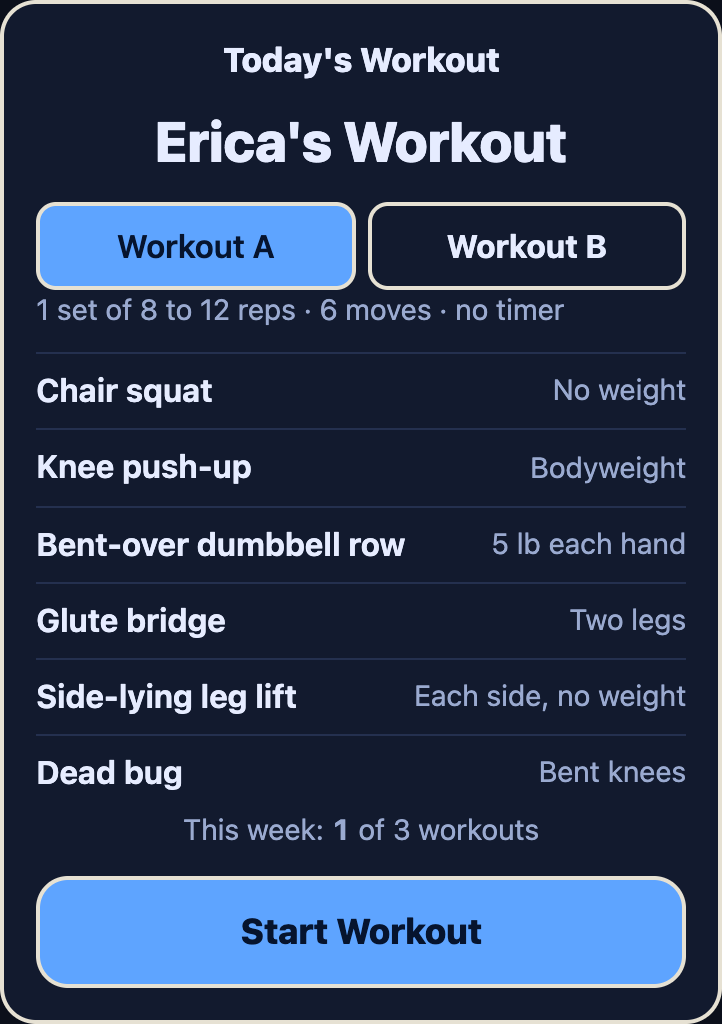 Today's Workout
Erica's Workout
Workout A
Workout B
1 set of 8 to 12 reps · 6 moves · no timer
Chair squat No weight
Knee push-up Bodyweight
Bent-over dumbbell row 5 lb each hand
Glute bridge Two legs
Side-lying leg lift Each side, no weight
Dead bug Bent knees
This week: 1 of 3 workouts
Start Workout